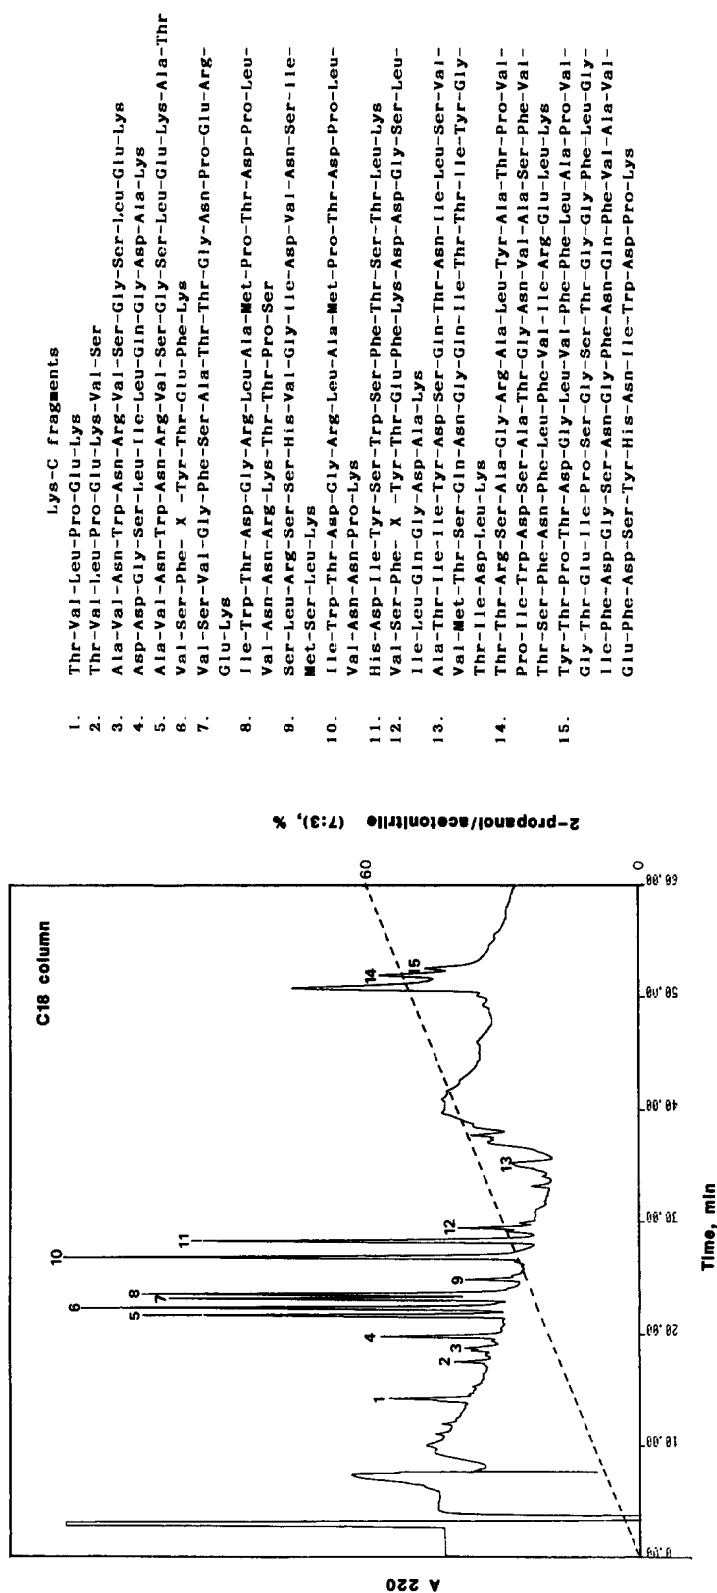 C18 column
A 220
2-propanol/acetonitrile (7:3), %
60
0
1
2
3
4
5
6
7
8
9
10
11
12
13
14
15
0.00
10.00
20.00
30.00
40.00
50.00
60.00
Time, min
Lys-C fragments
1. Thr-Val-Leu-Pro-Glu-Lys
2. Thr-Val-Leu-Pro-Glu-Lys-Val-Ser
3. Ala-Val-Asn-Trp-Asn-Arg-Val-Ser-Gly-Ser-Leu-Glu-Lys
4. Asp-Asp-Gly-Ser-Leu-Ile-Leu-Gln-Gly-Asp-Ala-Lys
5. Ala-Val-Asn-Trp-Asn-Arg-Val-Ser-Gly-Ser-Leu-Glu-Lys-Ala-Thr
6. Val-Ser-Phe- X -Tyr-Thr-Glu-Phe-Lys
7. Val-Ser-Val-Gly-Phe-Ser-Ala-Thr-Thr-Gly-Asn-Pro-Glu-Arg-
Glu-Lys
8. Ile-Trp-Thr-Asp-Gly-Arg-Leu-Ala-Met-Pro-Thr-Asp-Pro-Leu-
Val-Asn-Asn-Arg-Lys-Thr-Thr-Pro-Ser
9. Ser-Leu-Arg-Ser-Ser-His-Val-Gly-Ile-Asp-Val-Asn-Ser-Ile-
Met-Ser-Leu-Lys
10. Ile-Trp-Thr-Asp-Gly-Arg-Leu-Ala-Met-Pro-Thr-Asp-Pro-Leu-
Val-Asn-Asn-Pro-Lys
11. His-Asp-Ile-Tyr-Ser-Trp-Ser-Phe-Thr-Ser-Thr-Leu-Lys
12. Val-Ser-Phe- X -Tyr-Thr-Glu-Phe-Lys-Asp-Asp-Gly-Ser-Leu-
Ile-Leu-Gln-Gly-Asp-Ala-Lys
13. Ala-Thr-Ile-Ile-Tyr-Asp-Ser-Gln-Thr-Asn-Ile-Leu-Ser-Val-
Val-Met-Thr-Ser-Gln-Asn-Gly-Gln-Ile-Thr-Thr-Ile-Tyr-Gly-
Thr-Ile-Asp-Leu-Lys
14. Thr-Thr-Arg-Ser-Ala-Gly-Arg-Ala-Leu-Tyr-Ala-Thr-Pro-Val-
Pro-Ile-Trp-Asp-Ser-Ala-Thr-Gly-Asn-Val-Ala-Ser-Phe-Val-
Thr-Ser-Phe-Asn-Phe-Leu-Phe-Val-Ile-Arg-Glu-Leu-Lys
15. Tyr-Thr-Pro-Thr-Asp-Gly-Leu-Val-Phe-Phe-Leu-Ala-Pro-Val-
Gly-Thr-Glu-Ile-Pro-Ser-Gly-Ser-Thr-Gly-Gly-Phe-Leu-Gly-
Ile-Phe-Asp-Gly-Ser-Asn-Gly-Phe-Asn-Gln-Phe-Val-Ala-Val-
Glu-Phe-Asp-Ser-Tyr-His-Asn-Ile-Trp-Asp-Pro-Lys